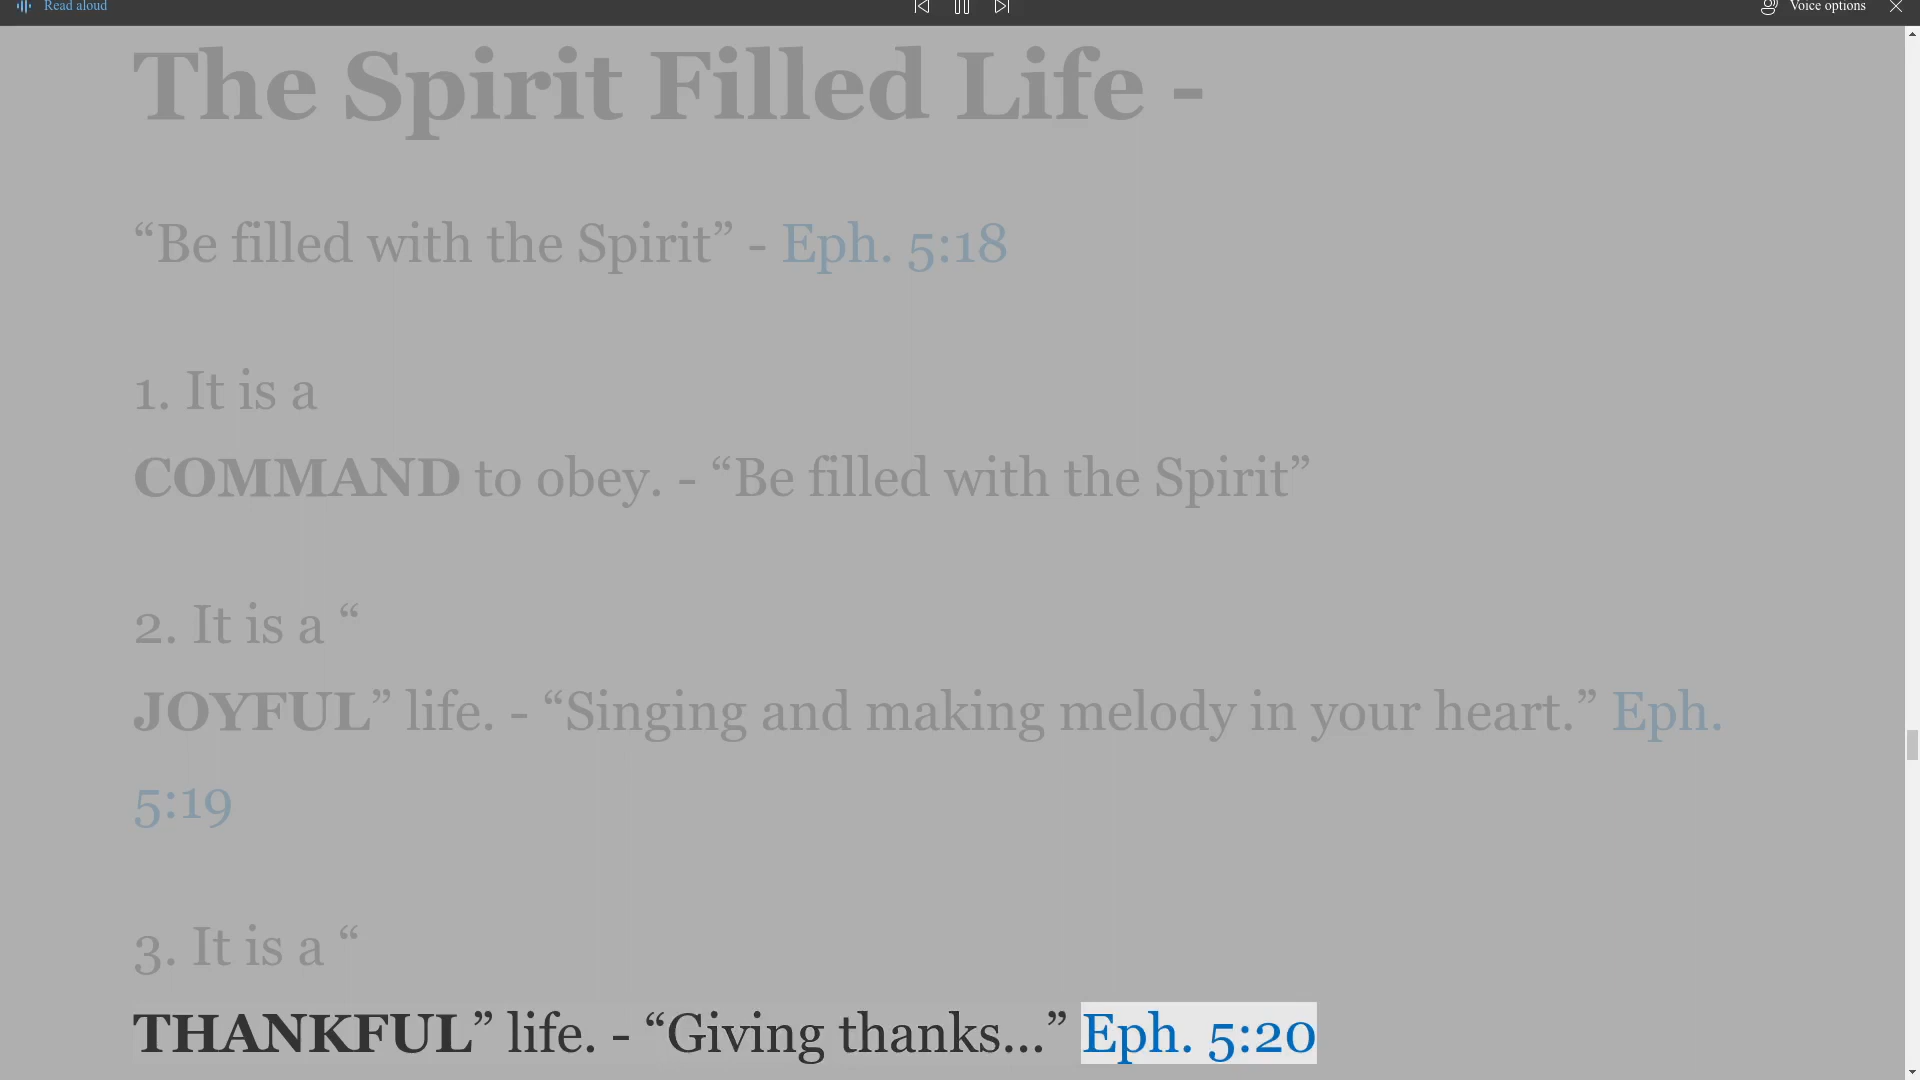 Read aloud
Voice options
The Spirit Filled Life -
“Be filled with the Spirit” - Eph. 5:18
1. It is a
COMMAND to obey. - “Be filled with the Spirit”
2. It is a “
JOYFUL” life. - “Singing and making melody in your heart.” Eph.
5:19
3. It is a “
THANKFUL” life. - “Giving thanks...” Eph. 5:20